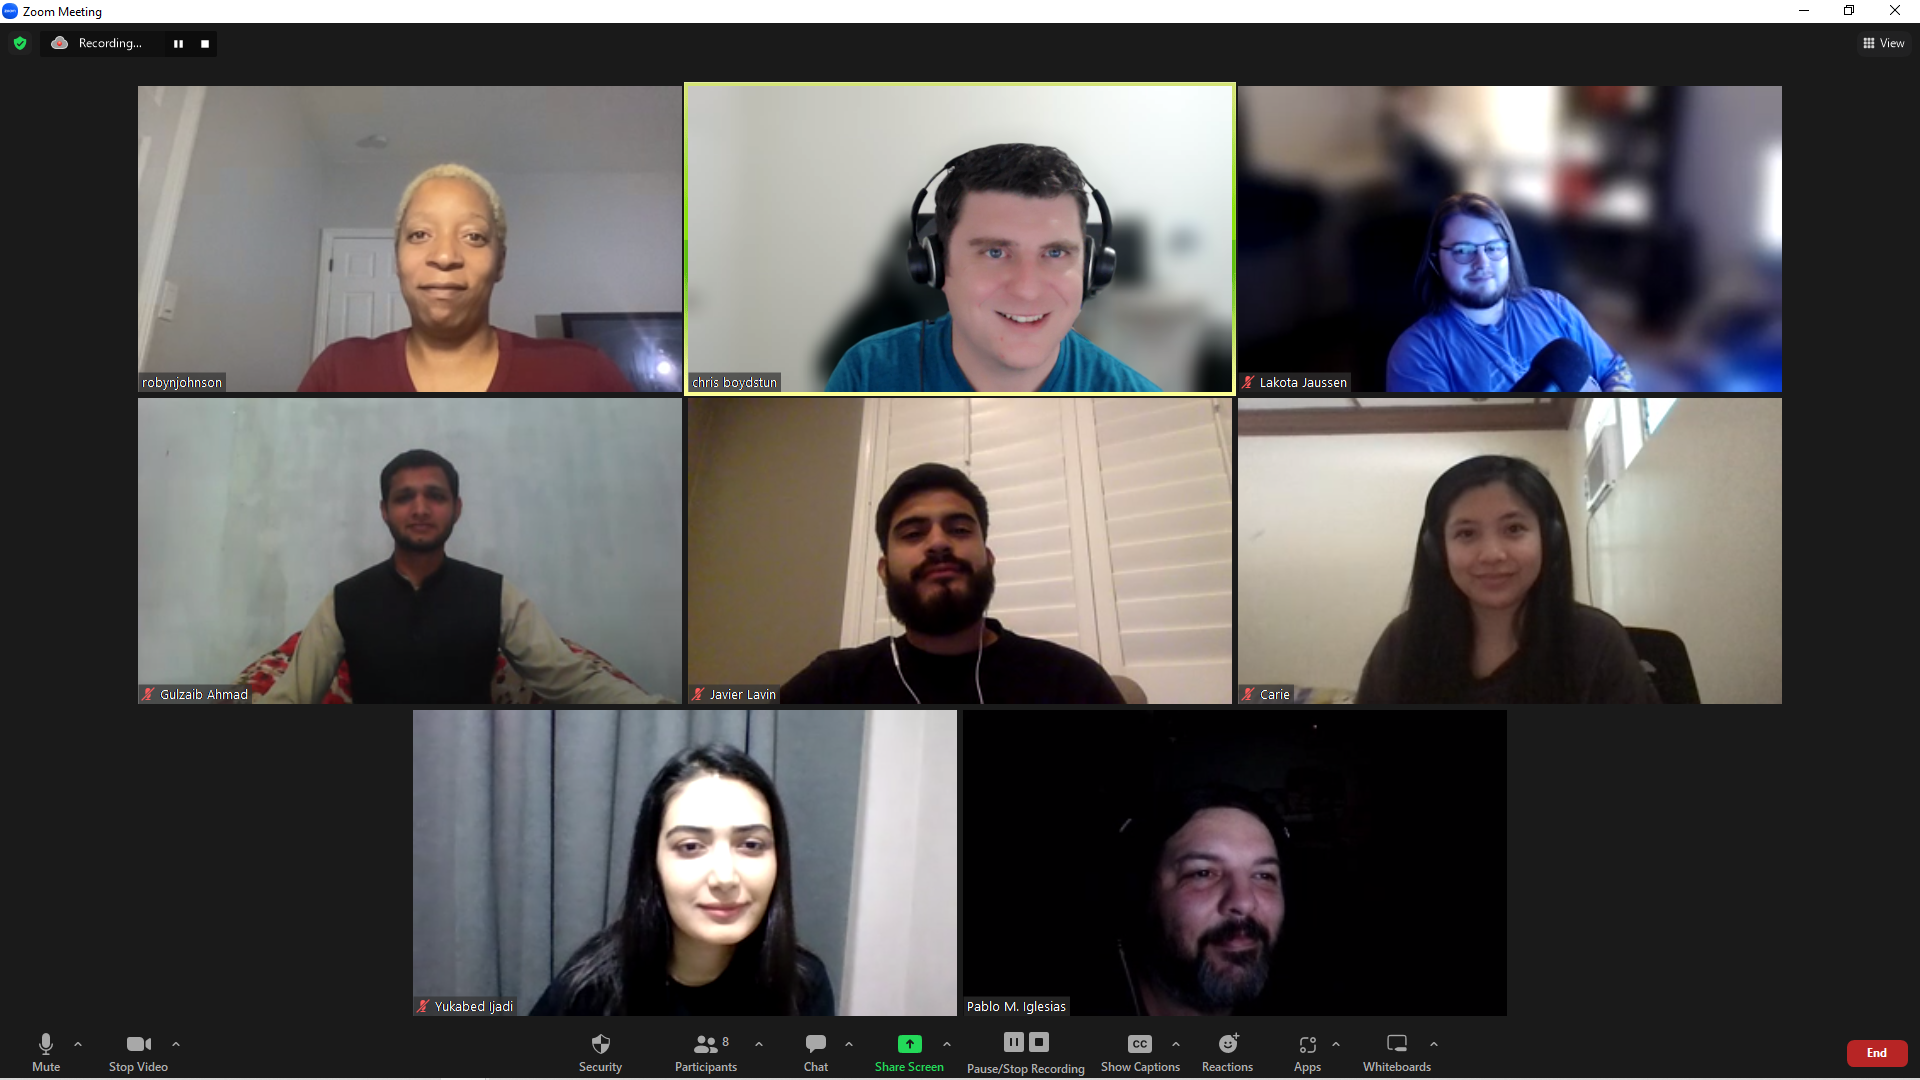 Zoom Meeting
Recording...
View
robynjohnson
chris boydstun
Lakota Jaussen
Gulzaib Ahmad
Javier Lavin
Carie
Yukabed Ijadi
Pablo M. Iglesias
8
CC
Mute
Stop Video
Security
Participants
Chat
Share Screen
Pause/Stop Recording
Show Captions
Reactions
Apps
Whiteboards
End